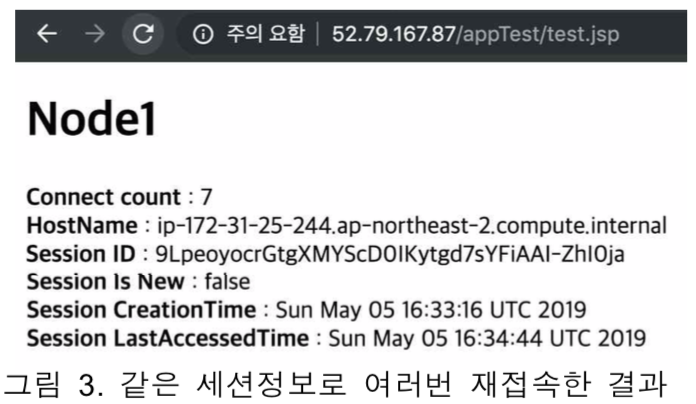 주의 요함 | 52.79.167.87/appTest/test.jsp
Node1
Connect count : 7
HostName : ip-172-31-25-244.ap-northeast-2.compute.internal
Session ID : 9LpeoyocrGtgXMYScD0IKytgd7sYFiAAI-ZhI0ja
Session Is New : false
Session CreationTime : Sun May 05 16:33:16 UTC 2019
Session LastAccessedTime : Sun May 05 16:34:44 UTC 2019
그림 3. 같은 세션정보로 여러번 재접속한 결과